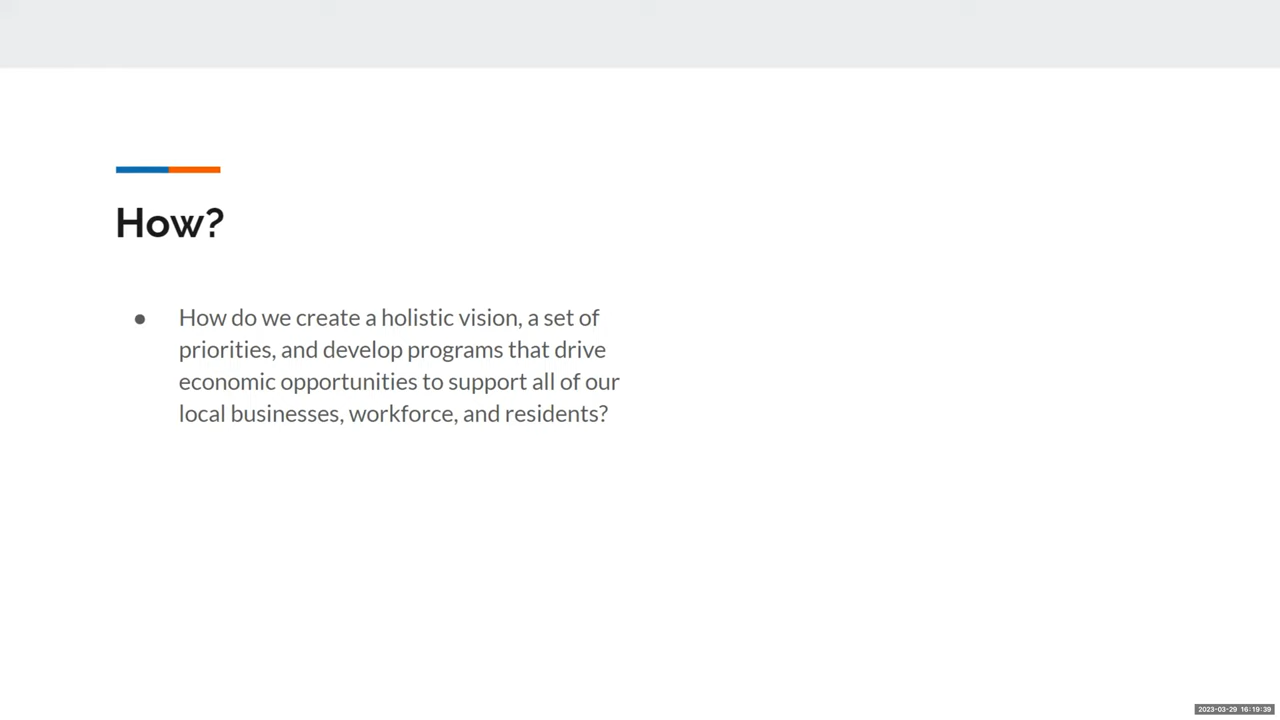 How?
● How do we create a holistic vision, a set of
priorities, and develop programs that drive
economic opportunities to support all of our
local businesses, workforce, and residents?
2023-03-29 16:19:39